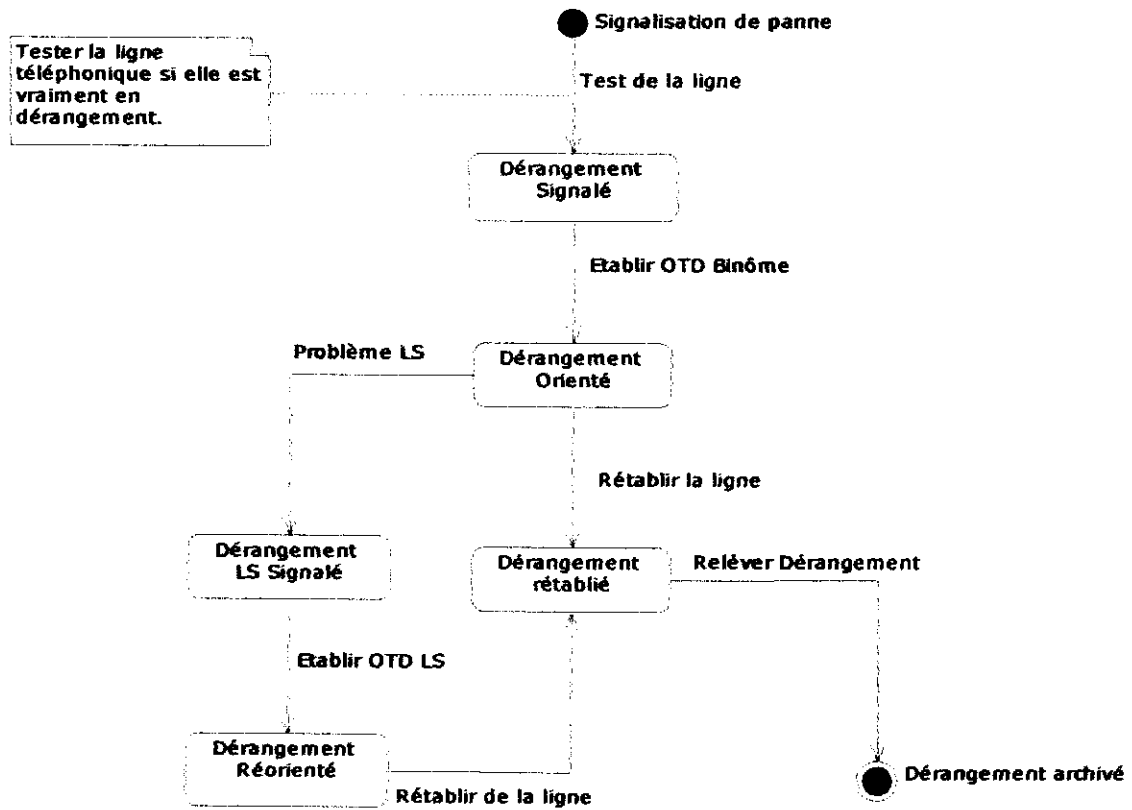 Signalisation de panne
Tester la ligne
téléphonique si elle est
vraiment en
dérangement.
Test de la ligne
Dérangement
Signalé
Etablir OTD Binôme
Problème LS
Dérangement
Orienté
Rétablir la ligne
Dérangement
LS Signalé
Dérangement
rétablié
Reléver Dérangement
Etablir OTD LS
Dérangement
Réorienté
Rétablir de la ligne
Dérangement archivé